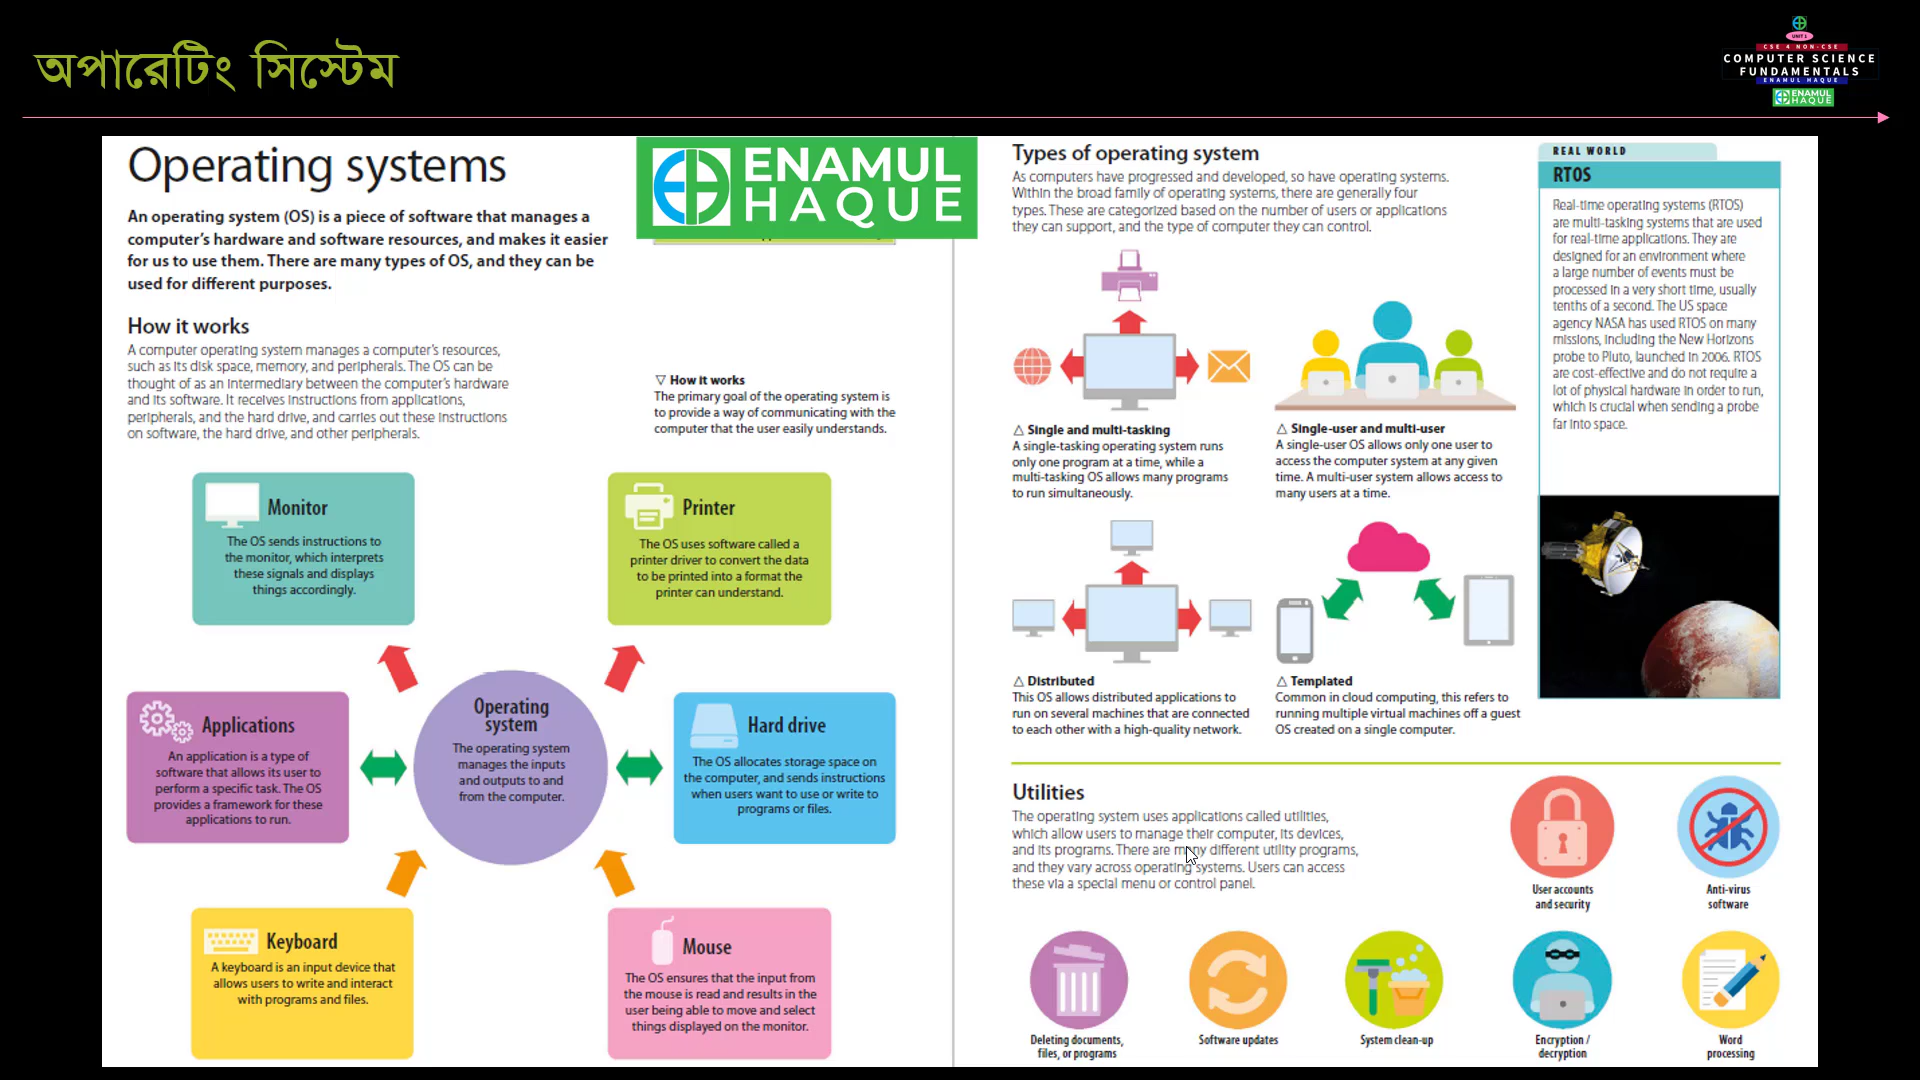 অপারেটিং সিস্টেম
UNIT 1
CSE 4 NON-CSE
COMPUTER SCIENCE
FUNDAMENTALS
ENAMUL HAQUE
ENAMUL
HAQUE
Operating systems
An operating system (OS) is a piece of software that manages a
computer's hardware and software resources, and makes it easier
for us to use them. There are many types of OS, and they can be
used for different purposes.
ENAMUL
HAQUE
How it works
A computer operating system manages a computer's resources,
such as its disk space, memory, and peripherals. The OS can be
thought of as an intermediary between the computer's hardware
and its software. It receives instructions from applications,
peripherals, and the hard drive, and carries out these instructions
on software, the hard drive, and other peripherals.
▽ How it works
The primary goal of the operating system is
to provide a way of communicating with the
computer that the user easily understands.
Monitor
The OS sends instructions to
the monitor, which interprets
these signals and displays
things accordingly.
Printer
The OS uses software called a
printer driver to convert the data
to be printed into a format the
printer can understand.
Applications
An application is a type of
software that allows its user to
perform a specific task. The OS
provides a framework for these
applications to run.
Operating
system
The operating system
manages the inputs
and outputs to and
from the computer.
Hard drive
The OS allocates storage space on
the computer, and sends instructions
when users want to use or write to
programs or files.
Keyboard
A keyboard is an input device that
allows users to write and interact
with programs and files.
Mouse
The OS ensures that the input from
the mouse is read and results in the
user being able to move and select
things displayed on the monitor.
Types of operating system
As computers have progressed and developed, so have operating systems.
Within the broad family of operating systems, there are generally four
types. These are categorized based on the number of users or applications
they can support, and the type of computer they can control.
△ Single and multi-tasking
A single-tasking operating system runs
only one program at a time, while a
multi-tasking OS allows many programs
to run simultaneously.
△ Single-user and multi-user
A single-user OS allows only one user to
access the computer system at any given
time. A multi-user system allows access to
many users at a time.
△ Distributed
This OS allows distributed applications to
run on several machines that are connected
to each other with a high-quality network.
△ Templated
Common in cloud computing, this refers to
running multiple virtual machines off a guest
OS created on a single computer.
REAL WORLD
RTOS
Real-time operating systems (RTOS)
are multi-tasking systems that are used
for real-time applications. They are
designed for an environment where
a large number of events must be
processed in a very short time, usually
tenths of a second. The US space
agency NASA has used RTOS on many
missions, including the New Horizons
probe to Pluto, launched in 2006. RTOS
are cost-effective and do not require a
lot of physical hardware in order to run,
which is crucial when sending a probe
far into space.
Utilities
The operating system uses applications called utilities,
which allow users to manage their computer, its devices,
and its programs. There are many different utility programs,
and they vary across operating systems. Users can access
these via a special menu or control panel.
User accounts
and security
Anti-virus
software
Deleting documents,
files, or programs
Software updates
System clean-up
Encryption /
decryption
Word
processing